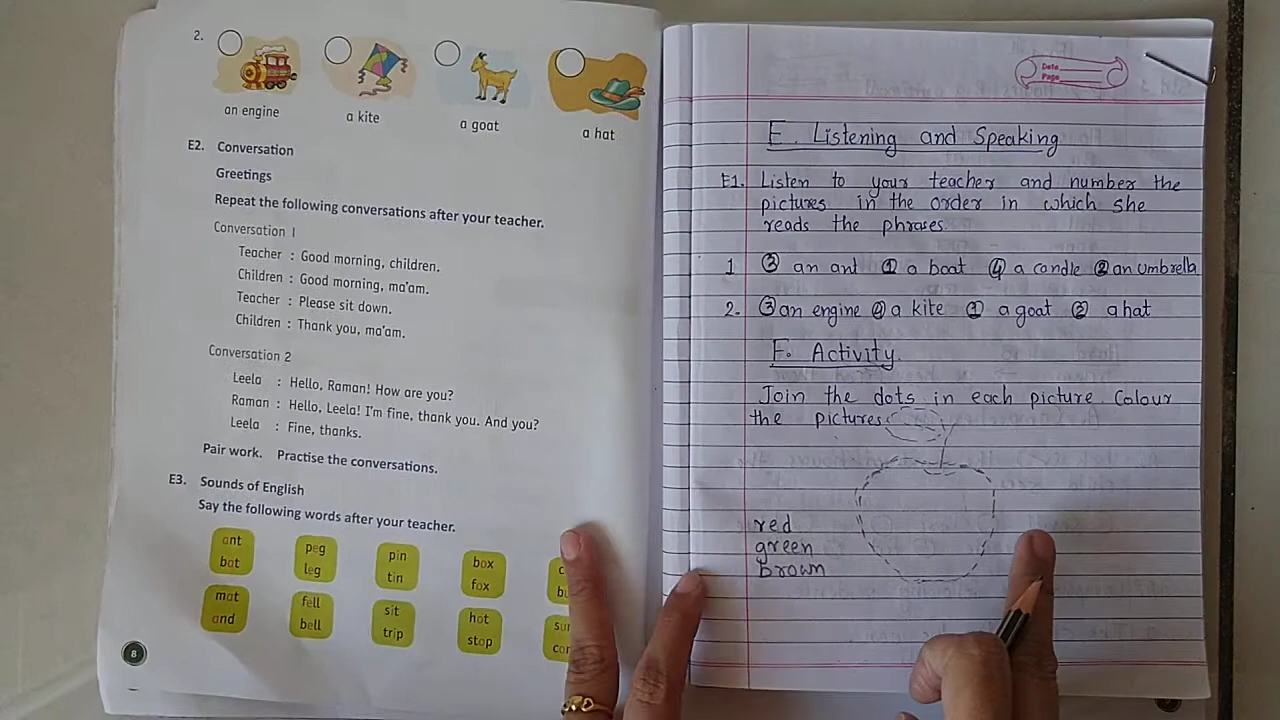 2.
an engine
a kite
a goat
a hat
E2. Conversation
Greetings
Repeat the following conversations after your teacher.
Conversation 1
Teacher : Good morning, children.
Children : Good morning, ma'am.
Teacher : Please sit down.
Children : Thank you, ma'am.
Conversation 2
Leela : Hello, Raman! How are you?
Raman : Hello, Leela! I'm fine, thank you. And you?
Leela : Fine, thanks.
Pair work. Practise the conversations.
E3. Sounds of English
Say the following words after your teacher.
ant
bat
peg
leg
pin
tin
box
fox
mat
and
fell
bell
sit
trip
hot
stop
8
Date
Page
E. Listening and Speaking
E1. Listen to your teacher and number the
pictures in the order in which she
reads the phrases.
1 ③ an ant ① a boat ④ a candle ② an umbrella
2. ③ an engine ④ a kite ① a goat ② a hat
F. Activity.
Join the dots in each picture. Colour
the pictures
red
green
brown